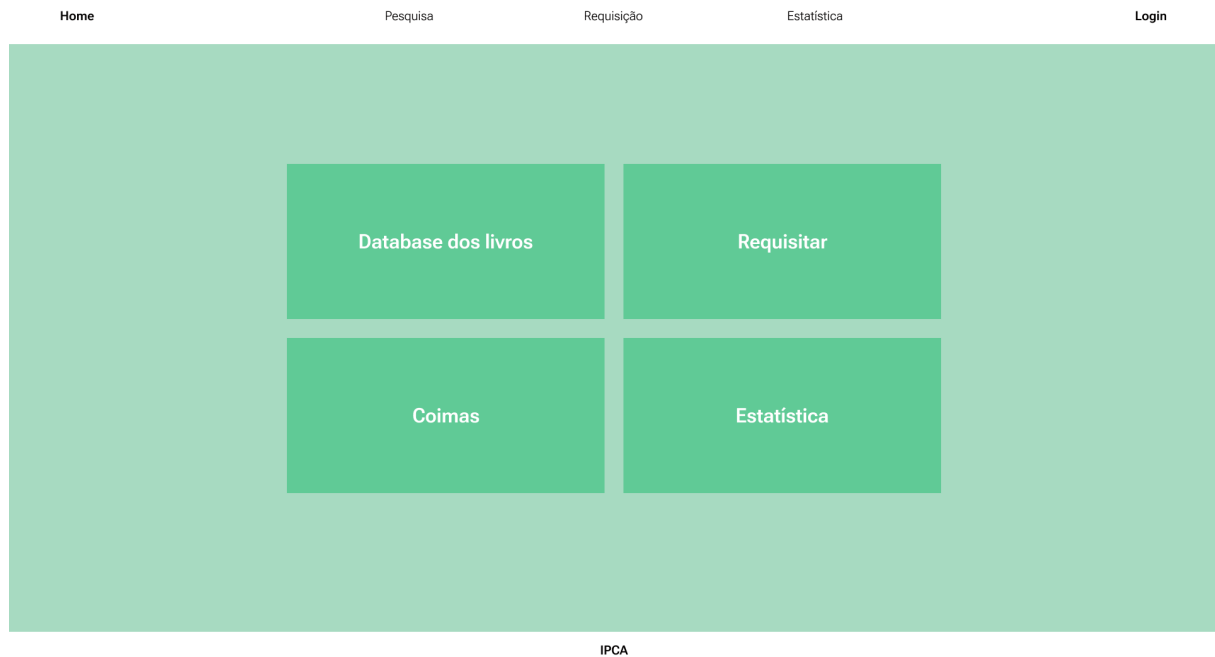 Home Pesquisa Requisição Estatística Login
Database dos livros
Requisitar
Coimas
Estatística
IPCA